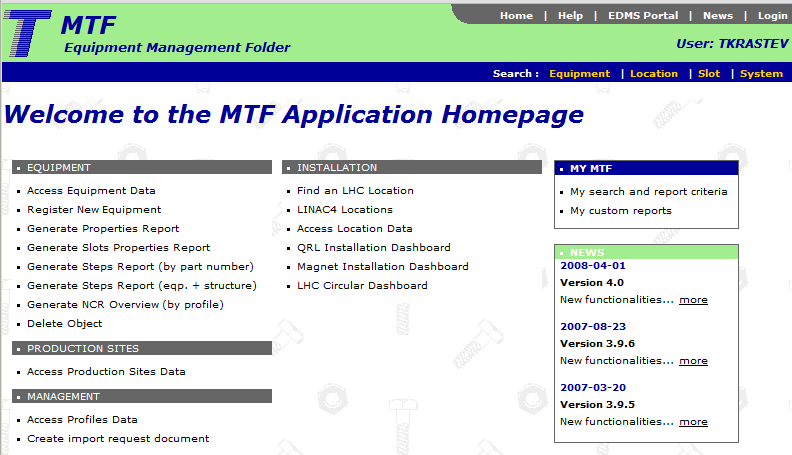 MTF
Equipment Management Folder
Home | Help | EDMS Portal | News | Login
User: TKRASTEV
Search : Equipment | Location | Slot | System
Welcome to the MTF Application Homepage
EQUIPMENT
Access Equipment Data
Register New Equipment
Generate Properties Report
Generate Slots Properties Report
Generate Steps Report (by part number)
Generate Steps Report (eqp. + structure)
Generate NCR Overview (by profile)
Delete Object
PRODUCTION SITES
Access Production Sites Data
MANAGEMENT
Access Profiles Data
Create import request document
INSTALLATION
Find an LHC Location
LINAC4 Locations
Access Location Data
QRL Installation Dashboard
Magnet Installation Dashboard
LHC Circular Dashboard
MY MTF
My search and report criteria
My custom reports
NEWS
2008-04-01
Version 4.0
New functionalities... more
2007-08-23
Version 3.9.6
New functionalities... more
2007-03-20
Version 3.9.5
New functionalities... more